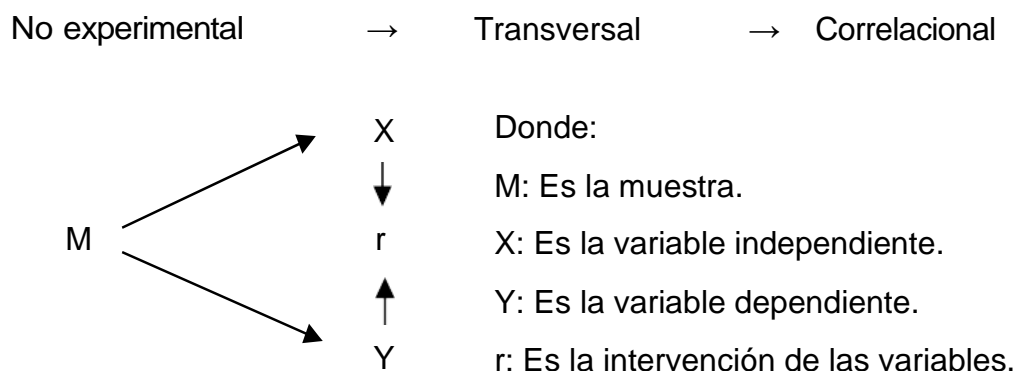 No experimental → Transversal → Correlacional
X
Donde:
M: Es la muestra.
M
r
X: Es la variable independiente.
Y: Es la variable dependiente.
Y
r: Es la intervención de las variables.